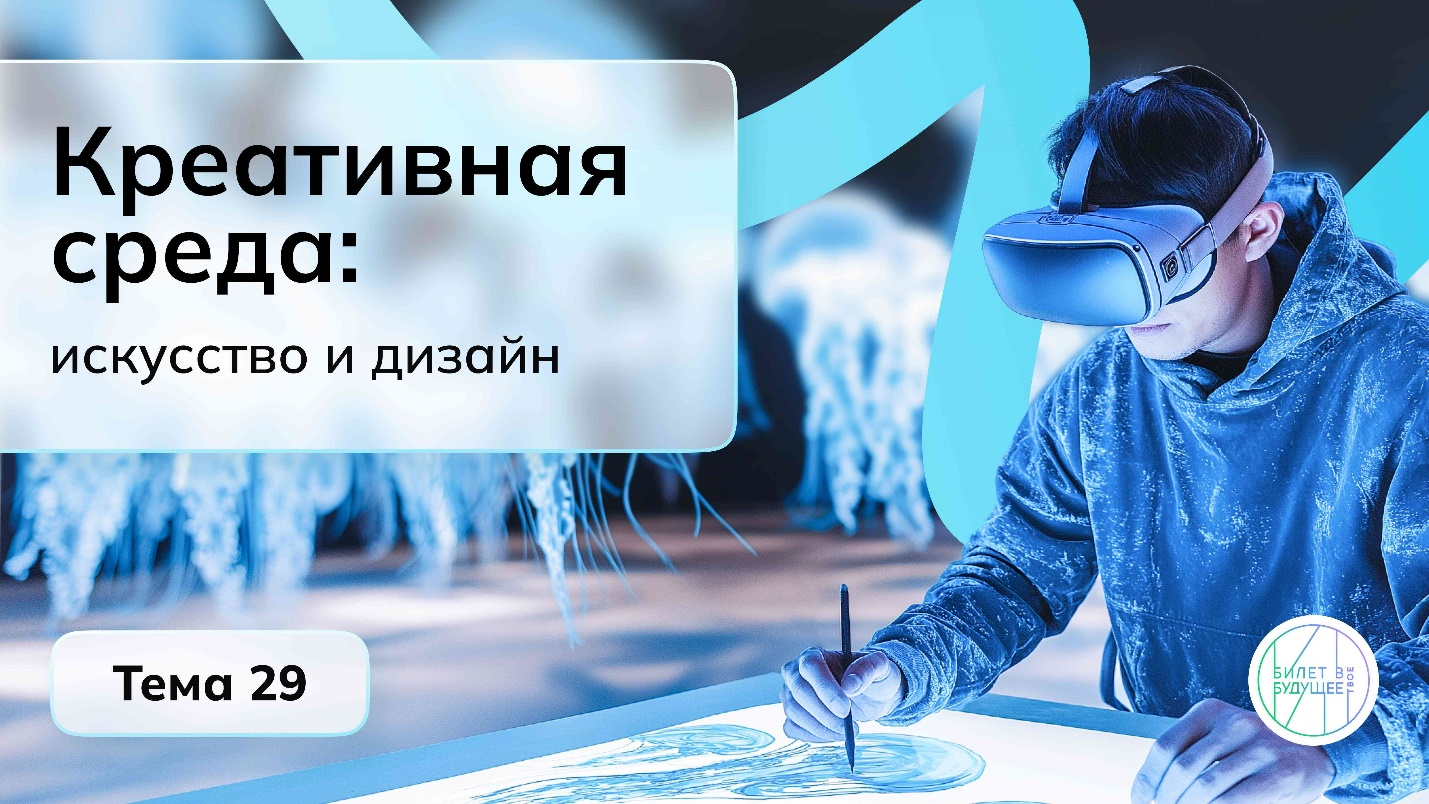 Креативная
среда:
искусство и дизайн
Тема 29
БИЛЕТ В
БУДУЩЕЕ
ТВОЕ